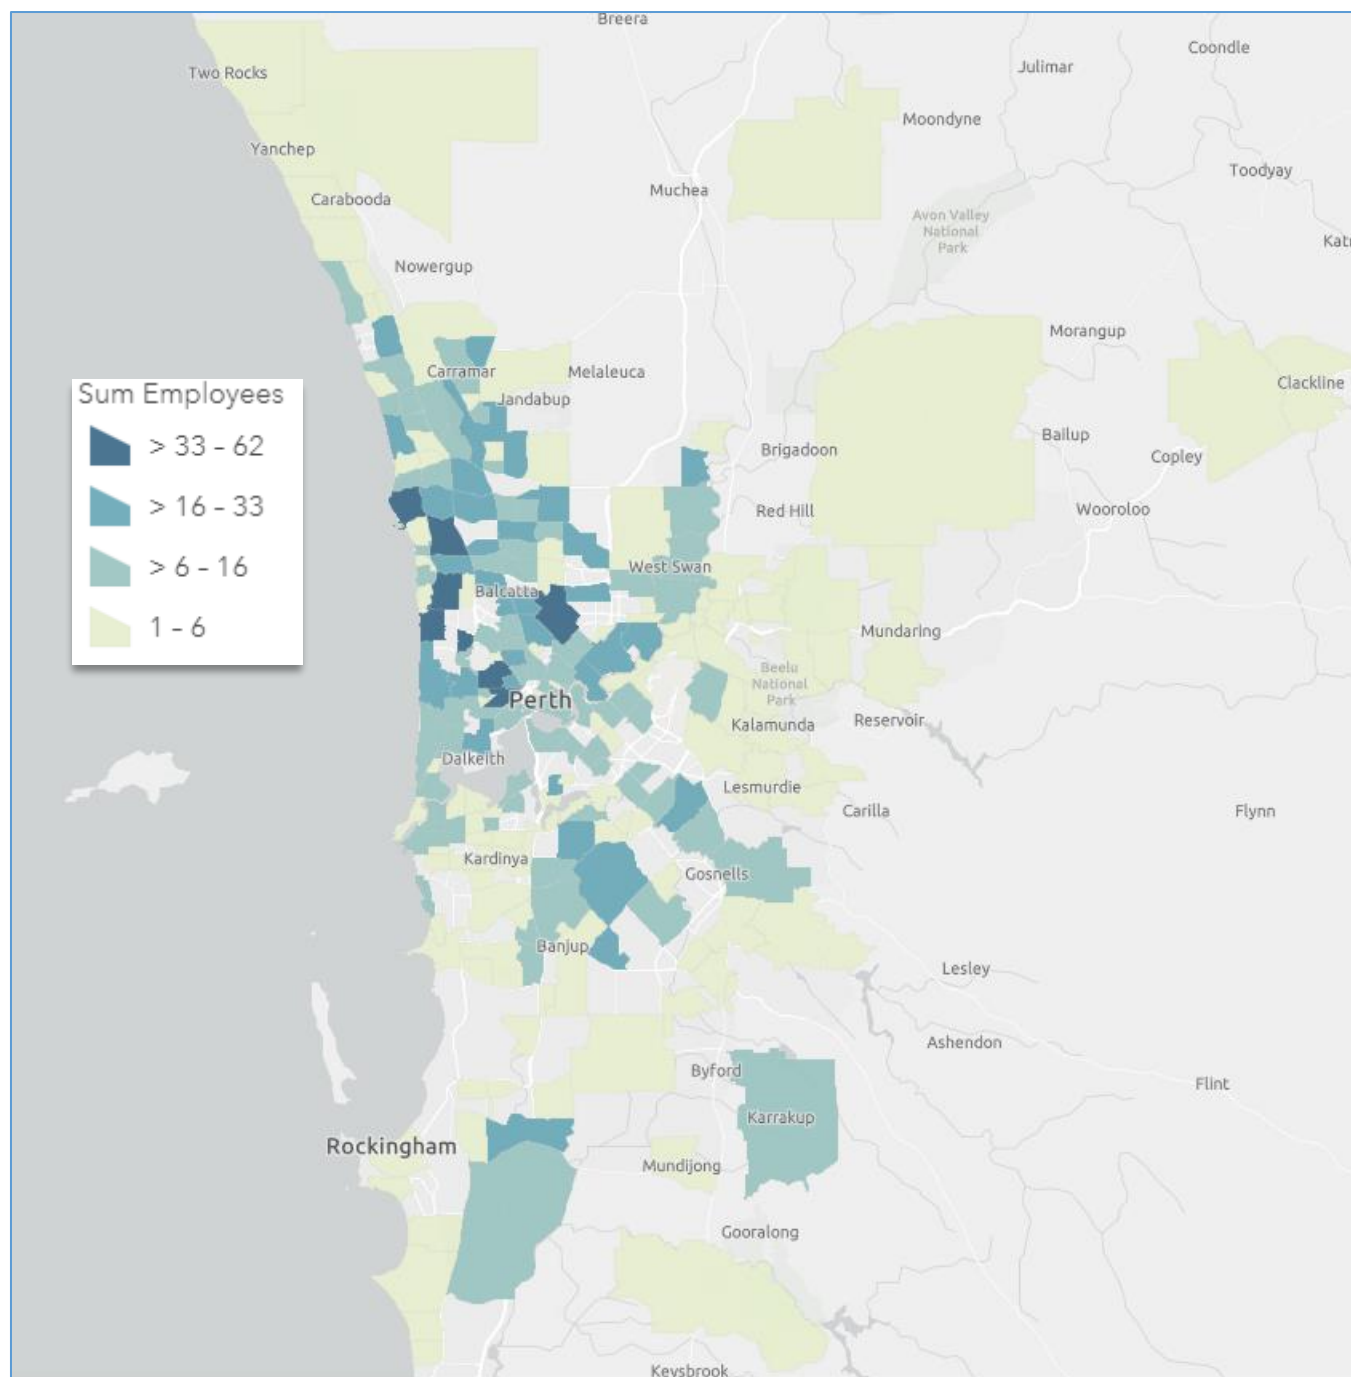 Breera
Coondle
Julimar
Two Rocks
Moondyne
Yanchep
Toodyay
Muchea
Carabooda
Avon Valley
National
Park
Katr
Nowergup
Morangup
Carramar
Melaleuca
Clackline
Sum Employees
Jandabup
> 33 - 62
Bailup
Brigadoon
Copley
> 16 - 33
Red Hill
Wooroloo
> 6 - 16
West Swan
Balcatta
1 - 6
Mundaring
Beelu
National
Park
Perth
Kalamunda
Reservoir
Dalkeith
Lesmurdie
Carilla
Flynn
Kardinya
Gosnells
Banjup
Lesley
Ashendon
Byford
Flint
Karrakup
Rockingham
Mundijong
Gooralong
Keysbrook